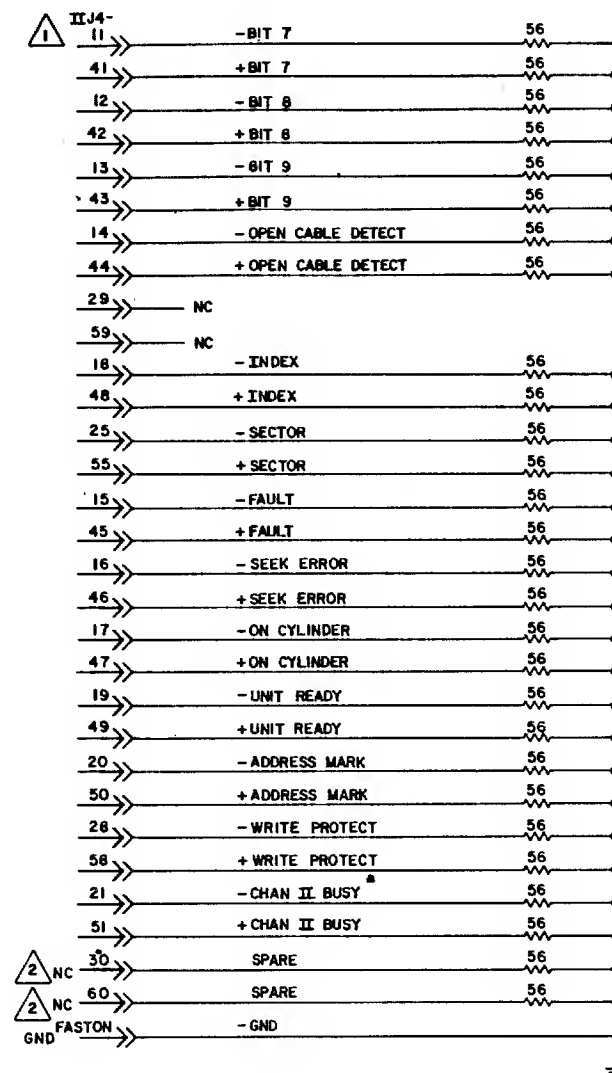 1 IIJ4-
11 -BIT 7 56
41 +BIT 7 56
12 -BIT 8 56
42 +BIT 8 56
13 -BIT 9 56
43 +BIT 9 56
14 -OPEN CABLE DETECT 56
44 +OPEN CABLE DETECT 56
29 NC
59 NC
18 -INDEX 56
48 +INDEX 56
25 -SECTOR 56
55 +SECTOR 56
15 -FAULT 56
45 +FAULT 56
16 -SEEK ERROR 56
46 +SEEK ERROR 56
17 -ON CYLINDER 56
47 +ON CYLINDER 56
19 -UNIT READY 56
49 +UNIT READY 56
20 -ADDRESS MARK 56
50 +ADDRESS MARK 56
28 -WRITE PROTECT 56
58 +WRITE PROTECT 56
21 -CHAN II BUSY 56
51 +CHAN II BUSY 56
2 NC 30 SPARE 56
2 NC 60 SPARE 56
GND FASTON -GND